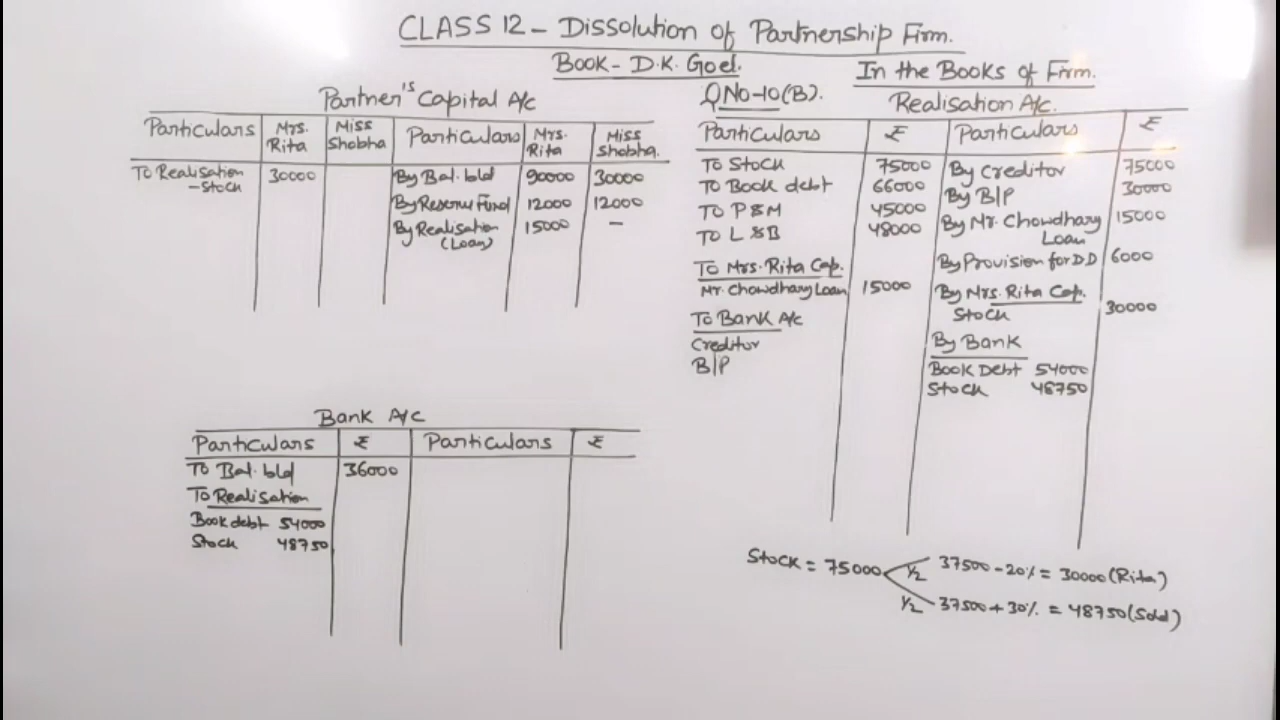 CLASS 12 - Dissolution of Partnership Firm.
Book - D.K. Goel.
In the Books of Firm.
Partner's Capital A/c
Particulars Mrs. Rita Miss Shobha Particulars Mrs. Rita Miss Shobha.
To Realisation - Stock 30000 By Bal. b/d 90000 30000
By Reserve Fund 12000 12000
By Realisation (Loan) 15000 -
Q No-10(B).
Realisation A/c.
Particulars ₹ Particulars ₹
To Stock 75000 By Creditor 75000
To Book debt 66000 By B/P 30000
To P&M 45000 By Mr. Chowdhary Loan 15000
To L&B 48000 By Provision for D.D 6000
To Mrs. Rita Cap. By Mrs. Rita Cap.
Mr. Chowdhary Loan 15000 Stock 30000
To Bank A/c By Bank
Creditor Book Debt 54000
B/P Stock 48750
Bank A/c
Particulars ₹ Particulars ₹
To Bal. b/d 36000
To Realisation
Book debt 54000
Stock 48750
Stock = 75000
1/2 37500 - 20% = 30000 (Rita)
1/2 37500 + 30% = 48750 (Sold)